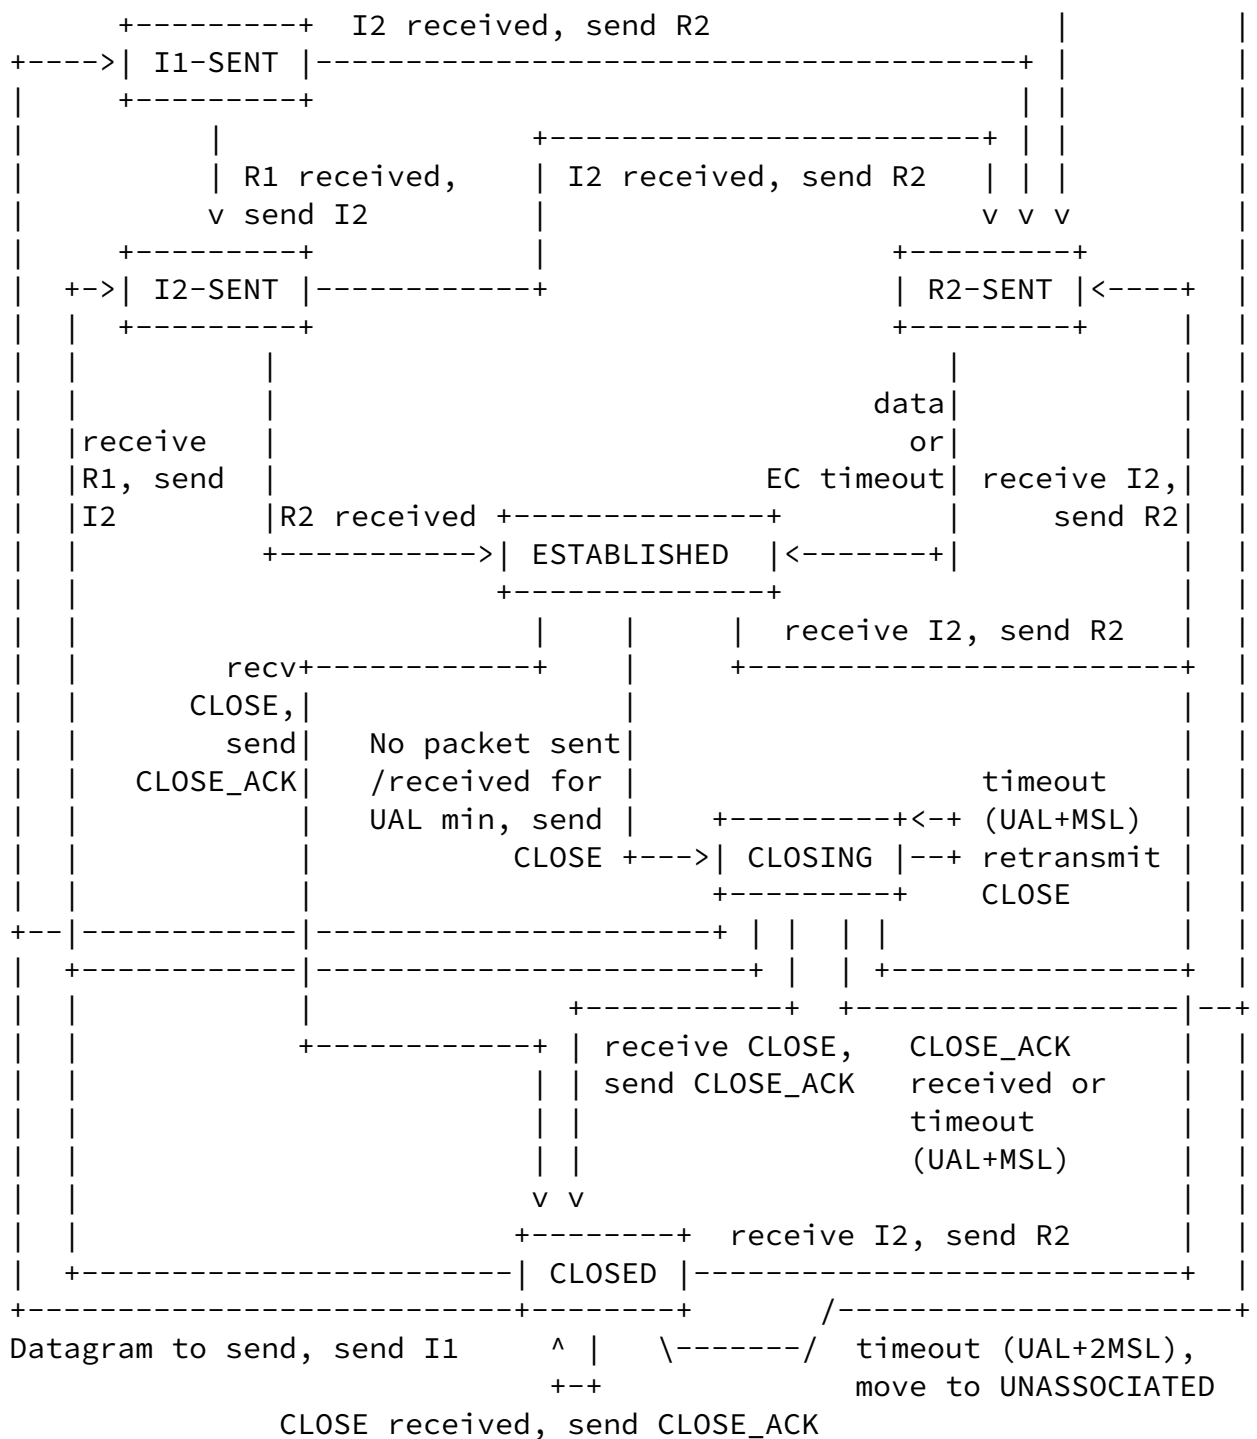 I2 received, send R2
I1-SENT
R1 received, I2 received, send R2
v send I2 v v v
I2-SENT R2-SENT
data
receive or
R1, send EC timeout receive I2,
I2 R2 received send R2
ESTABLISHED
receive I2, send R2
recv
CLOSE,
send No packet sent
CLOSE_ACK /received for timeout
UAL min, send (UAL+MSL)
CLOSE CLOSING retransmit
CLOSE
receive CLOSE, CLOSE_ACK
send CLOSE_ACK received or
timeout
(UAL+MSL)
v v
receive I2, send R2
CLOSED
Datagram to send, send I1 timeout (UAL+2MSL),
move to UNASSOCIATED
CLOSE received, send CLOSE_ACK